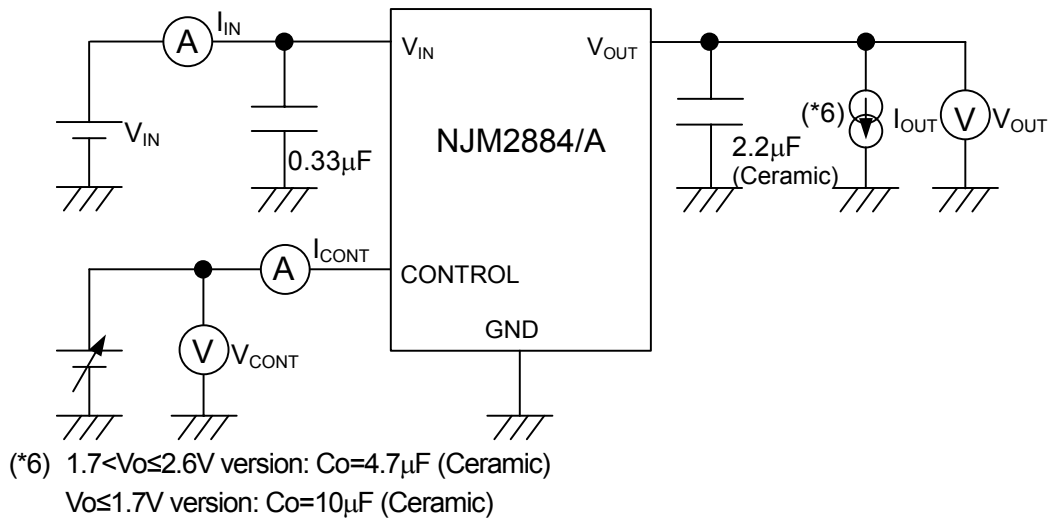 A
I_IN
V_IN
0.33μF
V_IN
V_OUT
NJM2884/A
2.2μF
(Ceramic)
(*6)
I_OUT
V
V_OUT
A
I_CONT
CONTROL
V
V_CONT
GND
(*6) 1.7<Vo≤2.6V version: Co=4.7μF (Ceramic)
Vo≤1.7V version: Co=10μF (Ceramic)